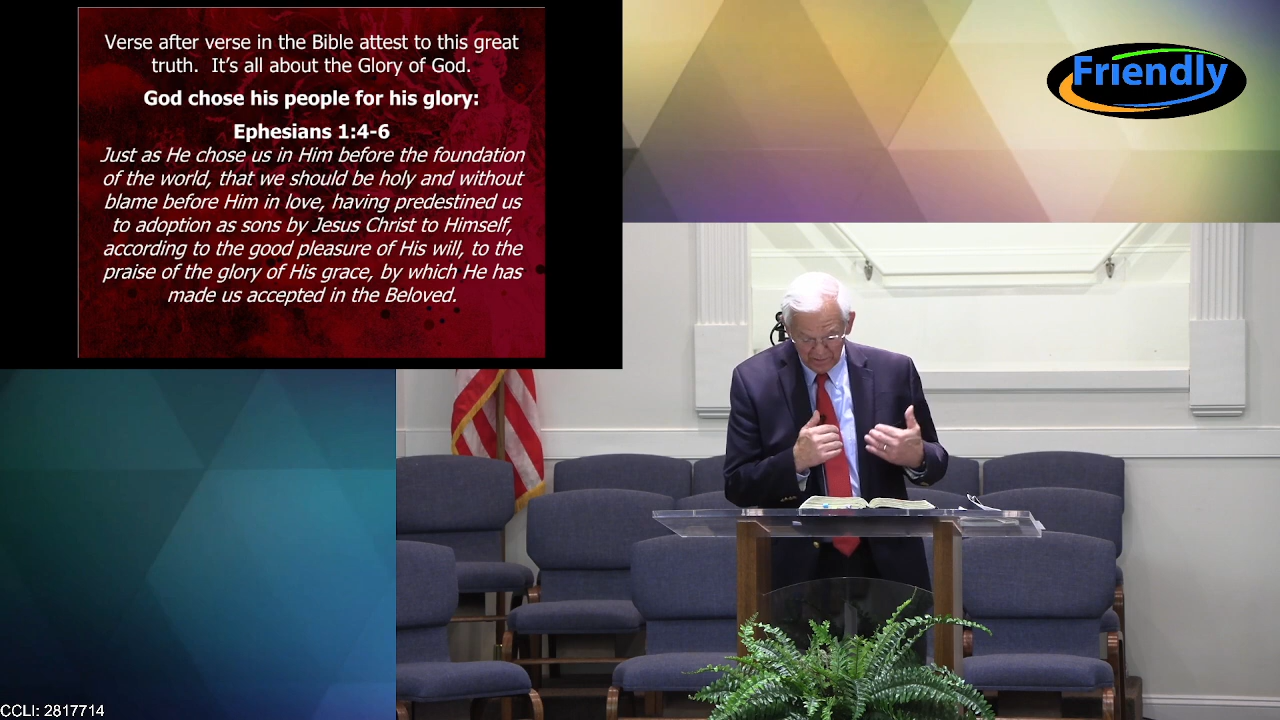 Verse after verse in the Bible attest to this great
truth.  It's all about the Glory of God.
God chose his people for his glory:
Ephesians 1:4-6
Just as He chose us in Him before the foundation
of the world, that we should be holy and without
blame before Him in love, having predestined us
to adoption as sons by Jesus Christ to Himself,
according to the good pleasure of His will, to the
praise of the glory of His grace, by which He has
made us accepted in the Beloved.
Friendly
CCLI: 2817714